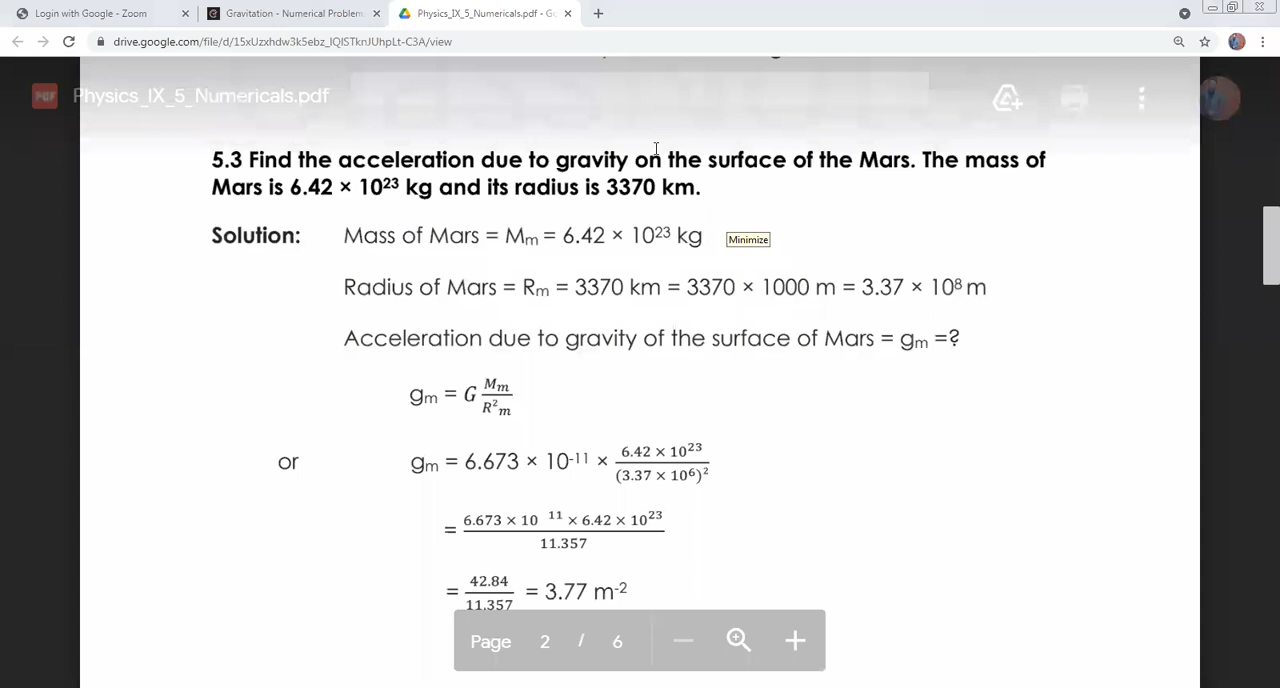 Login with Google - Zoom
Gravitation - Numerical Problem
Physics_IX_5_Numericals.pdf - G
drive.google.com/file/d/15xUzxhdw3k5ebz_IQISTknJUhpLt-C3A/view
PDF Physics_IX_5_Numericals.pdf
5.3 Find the acceleration due to gravity on the surface of the Mars. The mass of
Mars is 6.42 × 10²³ kg and its radius is 3370 km.
Solution: Mass of Mars = Mₘ = 6.42 × 10²³ kg
Minimize
Radius of Mars = Rₘ = 3370 km = 3370 × 1000 m = 3.37 × 10⁸ m
Acceleration due to gravity of the surface of Mars = gₘ =?
gₘ = G Mₘ / R²ₘ
or gₘ = 6.673 × 10⁻¹¹ × 6.42 × 10²³ / (3.37 × 10⁶)²
= 6.673 × 10 ¹¹ × 6.42 × 10²³ / 11.357
= 42.84 / 11.357 = 3.77 m⁻²
Page 2 / 6